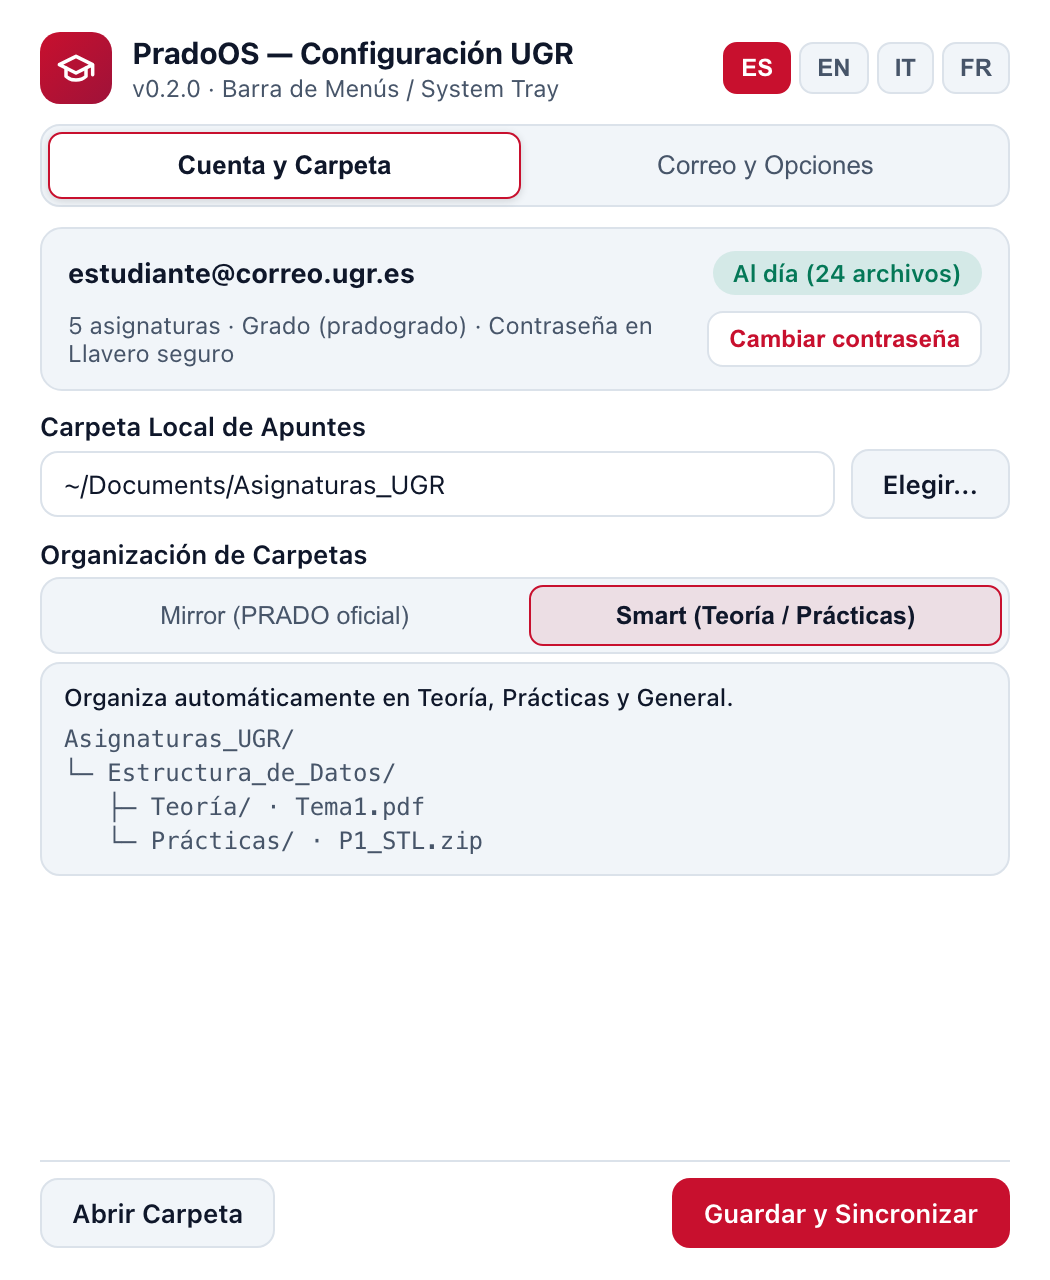 PradoOS — Configuración UGR
v0.2.0 · Barra de Menús / System Tray
ES
EN
IT
FR
Cuenta y Carpeta
Correo y Opciones
estudiante@correo.ugr.es
Al día (24 archivos)
5 asignaturas · Grado (pradogrado) · Contraseña en
Llavero seguro
Cambiar contraseña
Carpeta Local de Apuntes
~/Documents/Asignaturas_UGR
Elegir...
Organización de Carpetas
Mirror (PRADO oficial)
Smart (Teoría / Prácticas)
Organiza automáticamente en Teoría, Prácticas y General.
Asignaturas_UGR/
└─ Estructura_de_Datos/
   ├─ Teoría/ · Tema1.pdf
   └─ Prácticas/ · P1_STL.zip
Abrir Carpeta
Guardar y Sincronizar